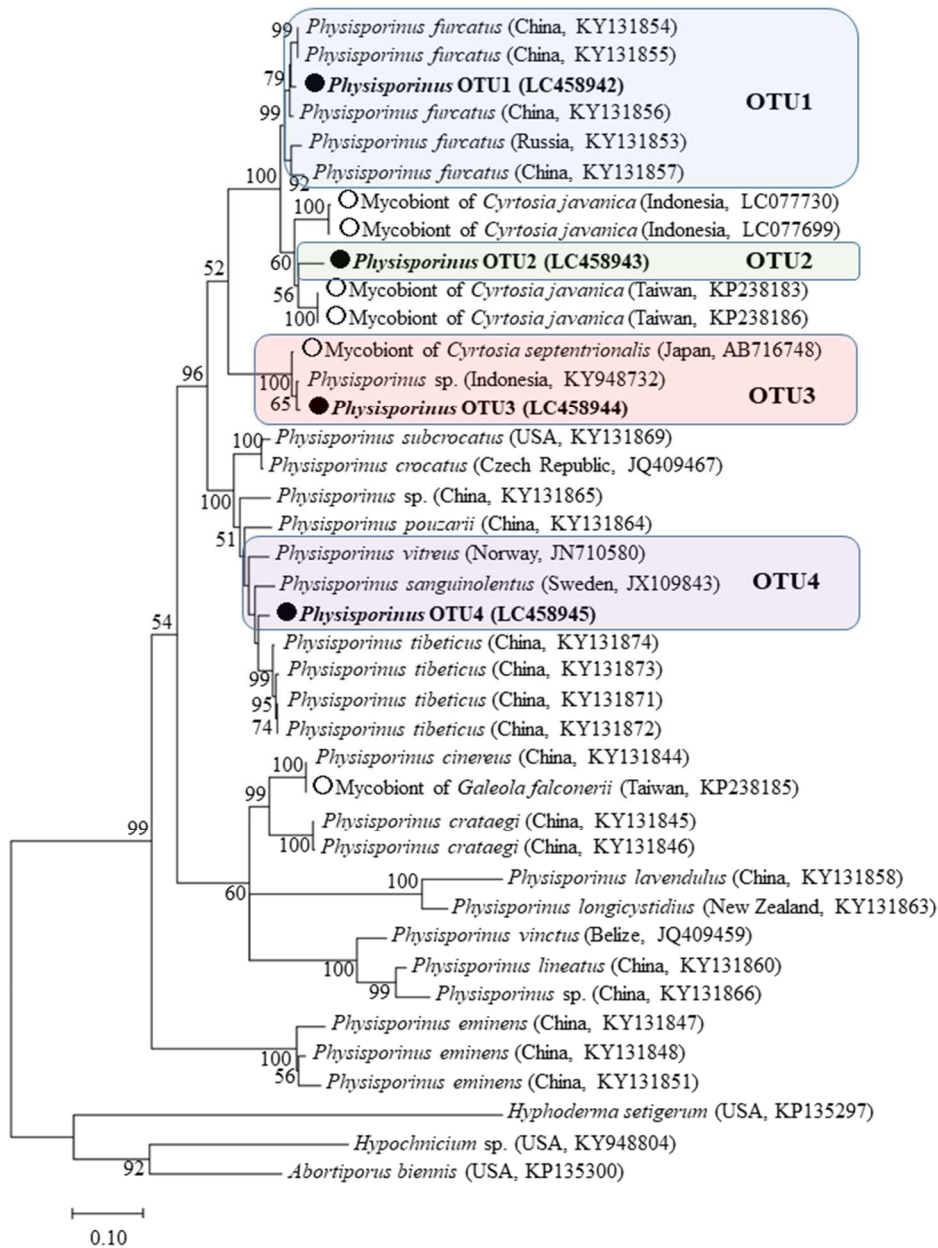 99
Physisporinus furcatus (China, KY131854)
Physisporinus furcatus (China, KY131855)
79
Physisporinus OTU1 (LC458942)
OTU1
99
Physisporinus furcatus (China, KY131856)
Physisporinus furcatus (Russia, KY131853)
Physisporinus furcatus (China, KY131857)
100
92
Mycobiont of Cyrtosia javanica (Indonesia, LC077730)
100
Mycobiont of Cyrtosia javanica (Indonesia, LC077699)
60
Physisporinus OTU2 (LC458943)
OTU2
52
56
Mycobiont of Cyrtosia javanica (Taiwan, KP238183)
100
Mycobiont of Cyrtosia javanica (Taiwan, KP238186)
Mycobiont of Cyrtosia septentrionalis (Japan, AB716748)
96
100
Physisporinus sp. (Indonesia, KY948732)
OTU3
65
Physisporinus OTU3 (LC458944)
100
Physisporinus subcrocatus (USA, KY131869)
Physisporinus crocatus (Czech Republic, JQ409467)
100
Physisporinus sp. (China, KY131865)
Physisporinus pouzarii (China, KY131864)
51
Physisporinus vitreus (Norway, JN710580)
Physisporinus sanguinolentus (Sweden, JX109843)
OTU4
Physisporinus OTU4 (LC458945)
54
Physisporinus tibeticus (China, KY131874)
99
Physisporinus tibeticus (China, KY131873)
95
Physisporinus tibeticus (China, KY131871)
74
Physisporinus tibeticus (China, KY131872)
100
Physisporinus cinereus (China, KY131844)
99
Mycobiont of Galeola falconerii (Taiwan, KP238185)
99
Physisporinus crataegi (China, KY131845)
100
Physisporinus crataegi (China, KY131846)
60
100
Physisporinus lavendulus (China, KY131858)
Physisporinus longicystidius (New Zealand, KY131863)
Physisporinus vinctus (Belize, JQ409459)
100
Physisporinus lineatus (China, KY131860)
99
Physisporinus sp. (China, KY131866)
Physisporinus eminens (China, KY131847)
100
Physisporinus eminens (China, KY131848)
56
Physisporinus eminens (China, KY131851)
Hyphoderma setigerum (USA, KP135297)
Hypochnicium sp. (USA, KY948804)
92
Abortiporus biennis (USA, KP135300)
0.10